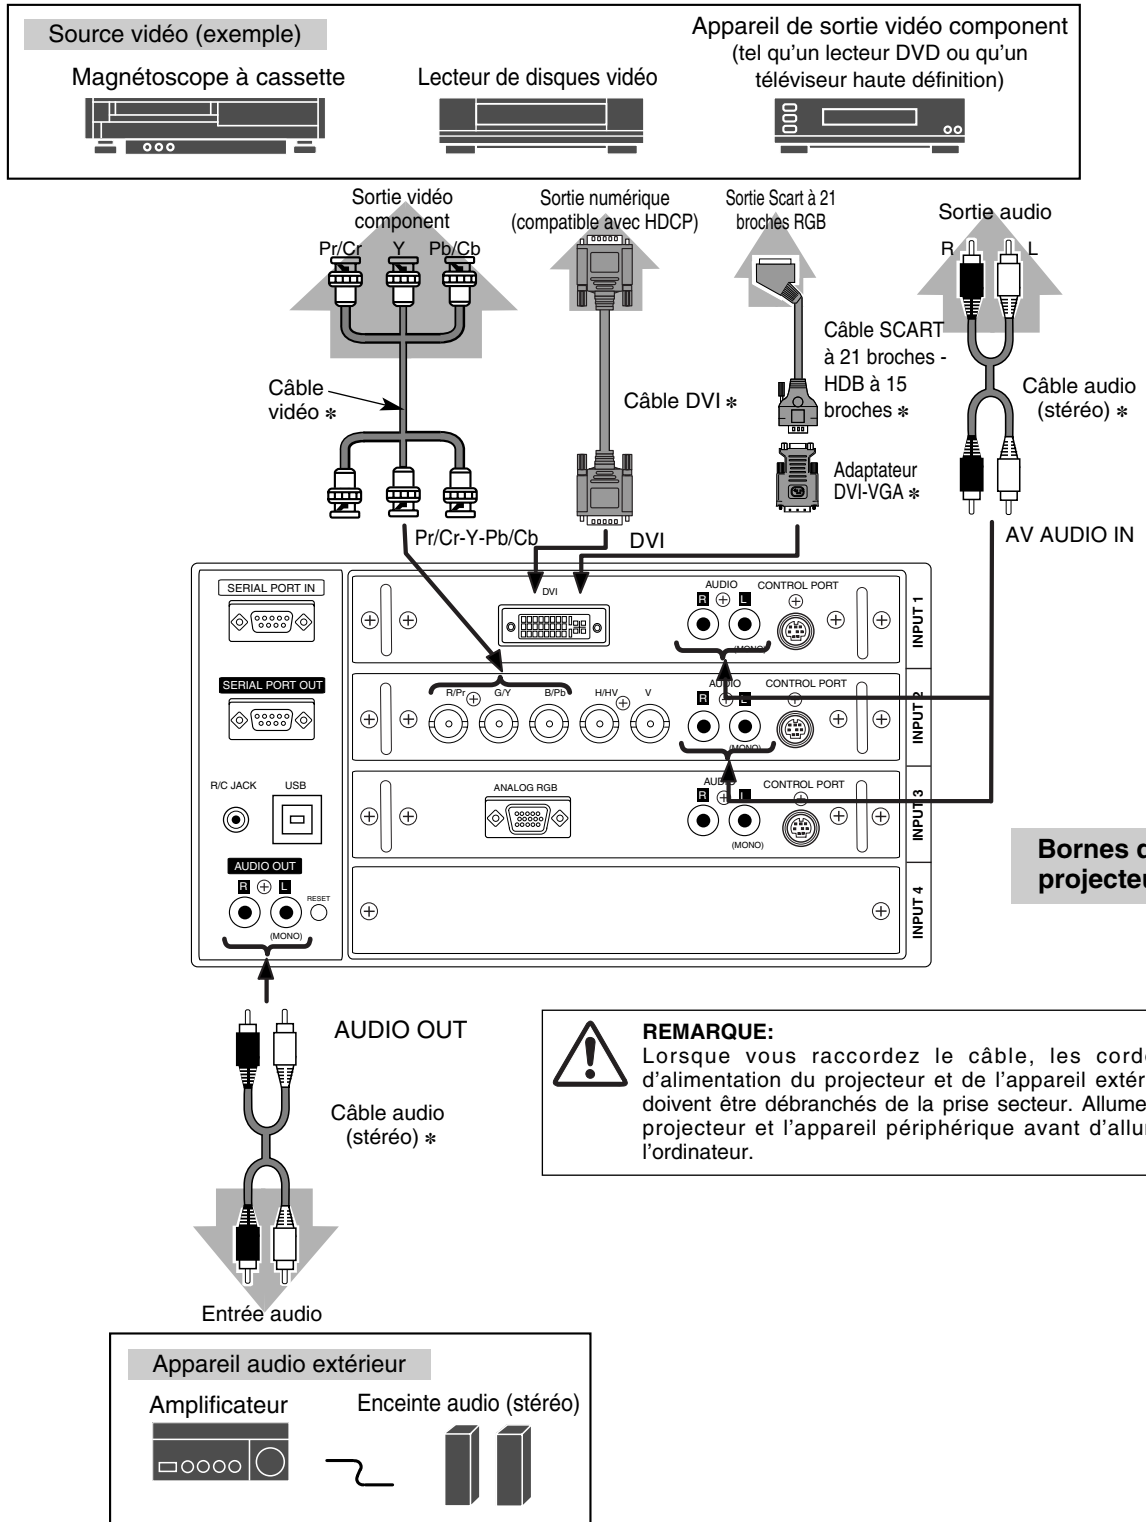 Source vidéo (exemple)
Appareil de sortie vidéo component
(tel qu'un lecteur DVD ou qu'un
téléviseur haute définition)
Magnétoscope à cassette
Lecteur de disques vidéo
Sortie vidéo
component
Pr/Cr Y Pb/Cb
Sortie numérique
(compatible avec HDCP)
Sortie Scart à 21
broches RGB
Sortie audio
R L
Câble
vidéo *
Câble DVI *
Câble SCART
à 21 broches -
HDB à 15
broches *
Câble audio
(stéréo) *
Adaptateur
DVI-VGA *
Pr/Cr-Y-Pb/Cb
DVI
AV AUDIO IN
SERIAL PORT IN
DVI
AUDIO
R L
(MONO)
CONTROL PORT
INPUT 1
SERIAL PORT OUT
R/Pr G/Y B/Pb H/HV V
AUDIO
R L
(MONO)
CONTROL PORT
INPUT 2
R/C JACK
USB
ANALOG RGB
AUDIO
R L
(MONO)
CONTROL PORT
INPUT 3
AUDIO OUT
R L
RESET
(MONO)
INPUT 4
Bornes
projecteu
AUDIO OUT
Câble audio
(stéréo) *
REMARQUE:
Lorsque vous raccordez le câble, les cord
d'alimentation du projecteur et de l'appareil extér
doivent être débranchés de la prise secteur. Allume
projecteur et l'appareil périphérique avant d'allu
l'ordinateur.
Entrée audio
Appareil audio extérieur
Amplificateur
Enceinte audio (stéréo)